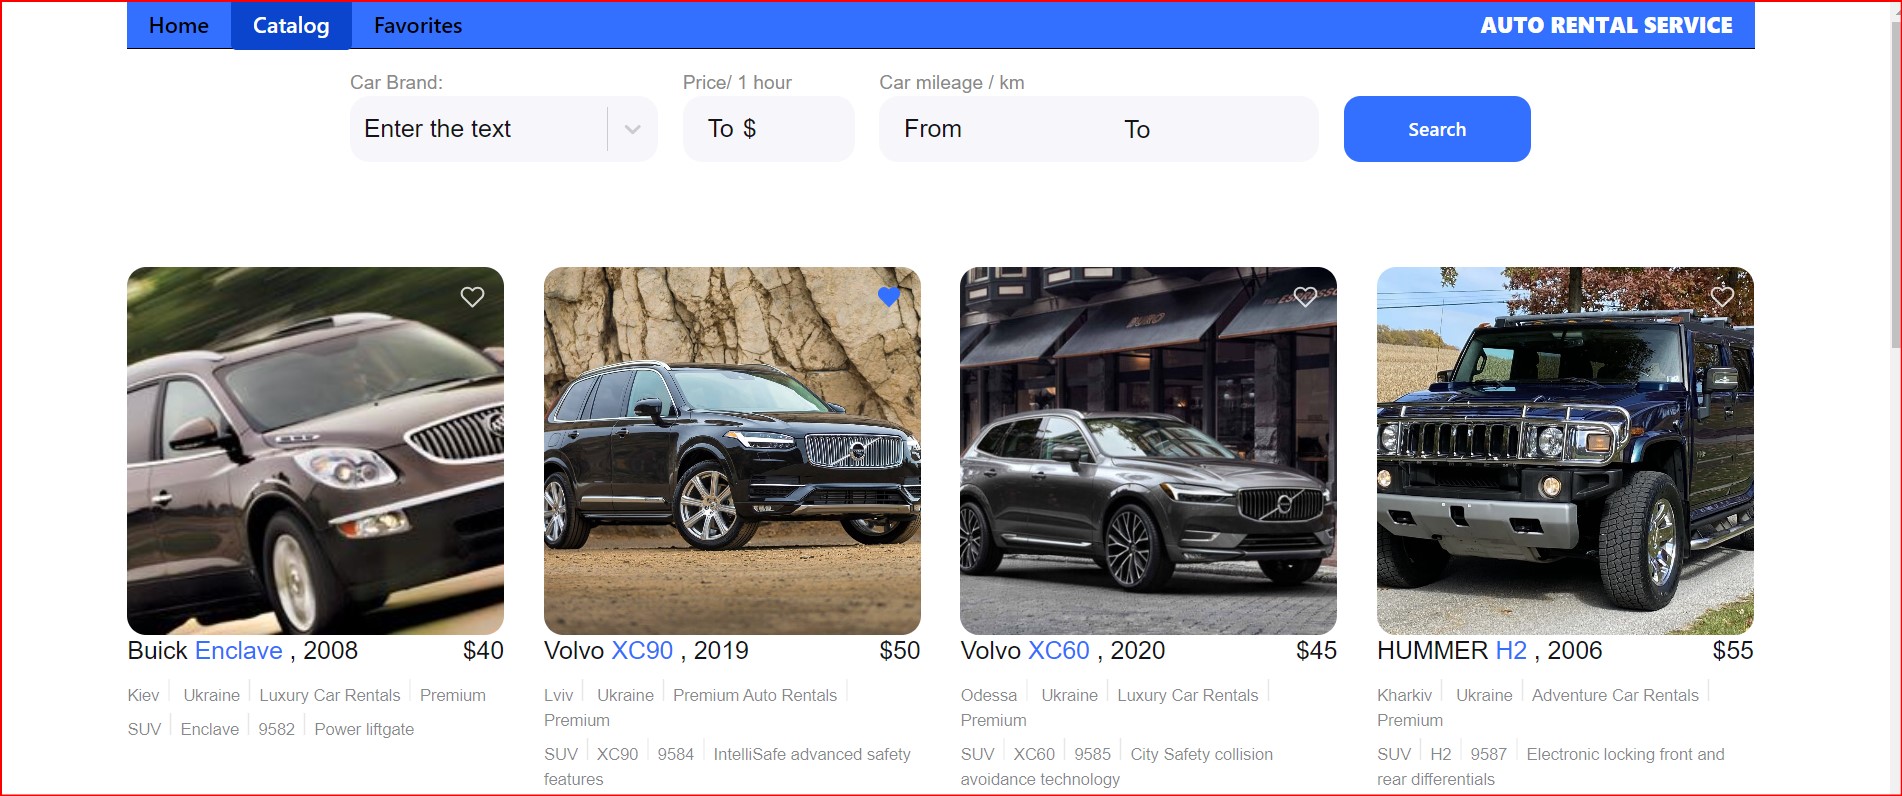 Home Catalog Favorites AUTO RENTAL SERVICE
Car Brand: Price/ 1 hour Car mileage / km
Enter the text To $ From To Search
Buick Enclave , 2008 $40
Kiev Ukraine Luxury Car Rentals Premium
SUV Enclave 9582 Power liftgate
Volvo XC90 , 2019 $50
Lviv Ukraine Premium Auto Rentals
Premium
SUV XC90 9584 IntelliSafe advanced safety
features
Volvo XC60 , 2020 $45
Odessa Ukraine Luxury Car Rentals
Premium
SUV XC60 9585 City Safety collision
avoidance technology
HUMMER H2 , 2006 $55
Kharkiv Ukraine Adventure Car Rentals
Premium
SUV H2 9587 Electronic locking front and
rear differentials